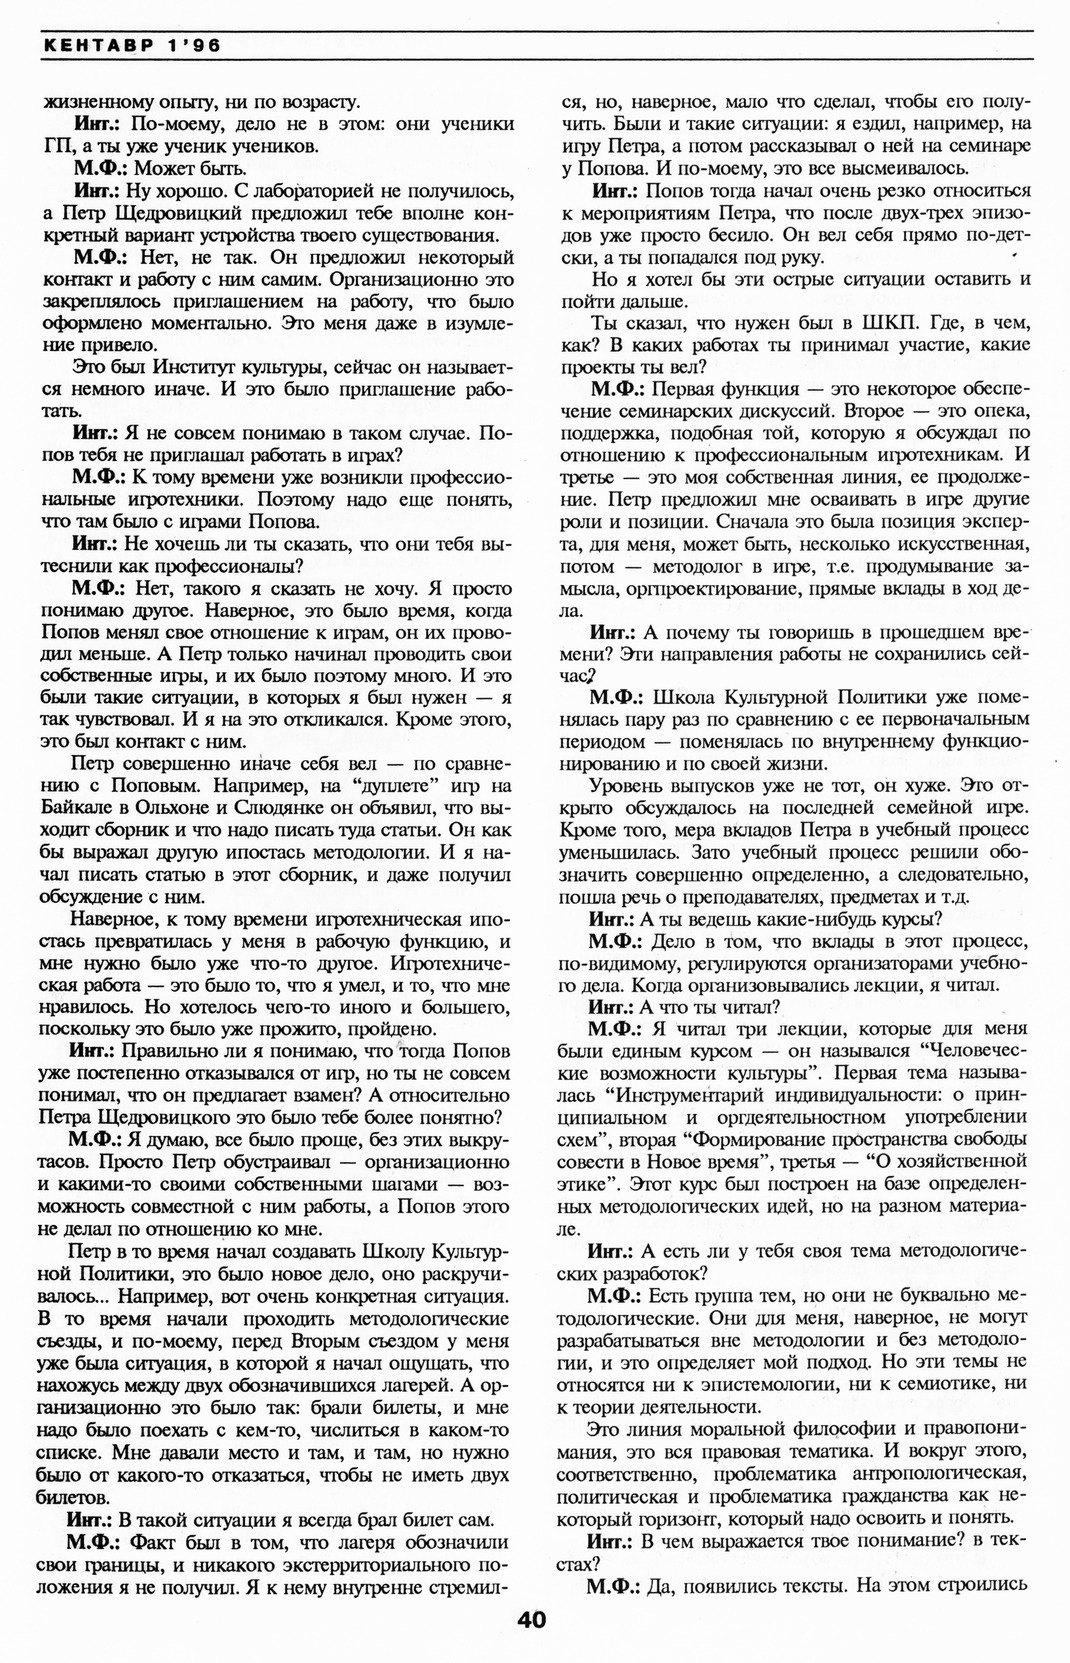 КЕНТАВР 1’96
жизненному опыту, ни по возрасту.
Инт.: По-моему, дело не в этом: они ученики
ГП, а ты уже ученик учеников.
М.Ф.: Может быть.
Инт.: Ну хорошо. С лабораторией не получилось,
а Петр Щедровицкий предложил тебе вполне кон-
кретный вариант устройства твоего существования.
М.Ф.: Нет, не так. Он предложил некоторый
контакт и работу с ним самим. Организационно это
закреплялось приглашением на работу, что было
оформлено моментально. Это меня даже в изумле-
ние привело.
Это был Институт культуры, сейчас он называет-
ся немного иначе. И это было приглашение рабо-
тать.
Инт.: Я не совсем понимаю в таком случае. По-
пов тебя не приглашал работать в играх?
М.Ф.: К тому времени уже возникли профессио-
нальные игротехники. Поэтому надо еще понять,
что там было с играми Попова.
Инт.: Не хочешь ли ты сказать, что они тебя вы-
теснили как профессионалы?
М.Ф.: Нет, такого я сказать не хочу. Я просто
понимаю другое. Наверное, это было время, когда
Попов менял свое отношение к играм, он их прово-
дил меньше. А Петр только начинал проводить свои
собственные игры, и их было поэтому много. И это
были такие ситуации, в которых я был нужен — я
так чувствовал. И я на это откликался. Кроме этого,
это был контакт с ним.
Петр совершенно иначе себя вел — по сравне-
нию с Поповым. Например, на “дуплете” игр на
Байкале в Ольхоне и Слюдянке он объявил, что вы-
ходит сборник и что надо писать туда статьи. Он как
бы выражал другую ипостась методологии. И я на-
чал писать статью в этот сборник, и даже получил
обсуждение с ним.
Наверное, к тому времени игротехническая ипо-
стась превратилась у меня в рабочую функцию, и
мне нужно было уже что-то другое. Игротехниче-
ская работа — это было то, что я умел, и то, что мне
нравилось. Но хотелось чего-то иного и большего,
поскольку это было уже прожито, пройдено.
Инт.: Правильно ли я понимаю, что тогда Попов
уже постепенно отказывался от игр, но ты не совсем
понимал, что он предлагает взамен? А относительно
Петра Щедровицкого это было тебе более понятно?
М.Ф.: Я думаю, все было проще, без этих выкру-
тасов. Просто Петр обустраивал — организационно
и какими-то своими собственными шагами — воз-
можность совместной с ним работы, а Попов этого
не делал по отношению ко мне.
Петр в то время начал создавать Школу Культур-
ной Политики, это было новое дело, оно раскручи-
валось... Например, вот очень конкретная ситуация.
В то время начали проходить методологические
съезды, и по-моему, перед Вторым съездом у меня
уже была ситуация, в которой я начал ощущать, что
нахожусь между двух обозначившихся лагерей. А ор-
ганизационно это было так: брали билеты, и мне
надо было поехать с кем-то, числиться в каком-то
списке. Мне давали место и там, и там, но нужно
было от какого-то отказаться, чтобы не иметь двух
билетов.
Инт.: В такой ситуации я всегда брал билет сам.
М.Ф.: Факт был в том, что лагеря обозначили
свои границы, и никакого экстерриториального по-
ложения я не получил. Я к нему внутренне стремил-
ся, но, наверное, мало что сделал, чтобы его полу-
чить. Были и такие ситуации: я ездил, например, на
игру Петра, а потом рассказывал о ней на семинаре
у Попова. И по-моему, это все высмеивалось.
Инт.: Попов тогда начал очень резко относиться
к мероприятиям Петра, что после двух-трех эпизо-
дов уже просто бесило. Он вел себя прямо по-дет-
ски, а ты попадался под руку.
Но я хотел бы эти острые ситуации оставить и
пойти дальше.
Ты сказал, что нужен был в ШКП. Где, в чем,
как? В каких работах ты принимал участие, какие
проекты ты вел?
М.Ф.: Первая функция — это некоторое обеспе-
чение семинарских дискуссий. Второе — это опека,
поддержка, подобная той, которую я обсуждал по
отношению к профессиональным игротехникам. И
третье — это моя собственная линия, ее продолже-
ние. Петр предложил мне осваивать в игре другие
роли и позиции. Сначала это была позиция экспер-
та, для меня, может быть, несколько искусственная,
потом — методолог в игре, т.е. продумывание за-
мысла, оргпроектирование, прямые вклады в ход де-
ла.
Инт.: А почему ты говоришь в прошедшем вре-
мени? Эти направления работы не сохранились сей-
час?
М.Ф.: Школа Культурной Политики уже поме-
нялась пару раз по сравнению с ее первоначальным
периодом — поменялась по внутреннему функцио-
нированию и по своей жизни.
Уровень выпусков уже не тот, он хуже. Это от-
крыто обсуждалось на последней семейной игре.
Кроме того, мера вкладов Петра в учебный процесс
уменьшилась. Зато учебный процесс решили обо-
значить совершенно определенно, а следовательно,
пошла речь о преподавателях, предметах и т.д.
Инт.: А ты ведешь какие-нибудь курсы?
М.Ф.: Дело в том, что вклады в этот процесс,
по-видимому, регулируются организаторами учебно-
го дела. Когда организовывались лекции, я читал.
Инт.: А что ты читал?
М.Ф.: Я читал три лекции, которые для меня
были единым курсом — он назывался “Человечес-
кие возможности культуры”. Первая тема называ-
лась “Инструментарий индивидуальности: о прин-
ципиальном и оргдеятельностном употреблении
схем”, вторая “Формирование пространства свободы
совести в Новое время”, третья — “О хозяйственной
этике”. Этот курс был построен на базе определен-
ных методологических идей, но на разном материа-
ле.
Инт.: А есть ли у тебя своя тема методологиче-
ских разработок?
М.Ф.: Есть группа тем, но они не буквально ме-
тодологические. Они для меня, наверное, не могут
разрабатываться вне методологии и без методоло-
гии, и это определяет мой подход. Но эти темы не
относятся ни к эпистемологии, ни к семиотике, ни
к теории деятельности.
Это линия моральной философии и правопони-
мания, это вся правовая тематика. И вокруг этого,
соответственно, проблематика антропологическая,
политическая и проблематика гражданства как не-
который горизонт, который надо освоить и понять.
Инт.: В чем выражается твое понимание? в тек-
стах?
М.Ф.: Да, появились тексты. На этом строились
40